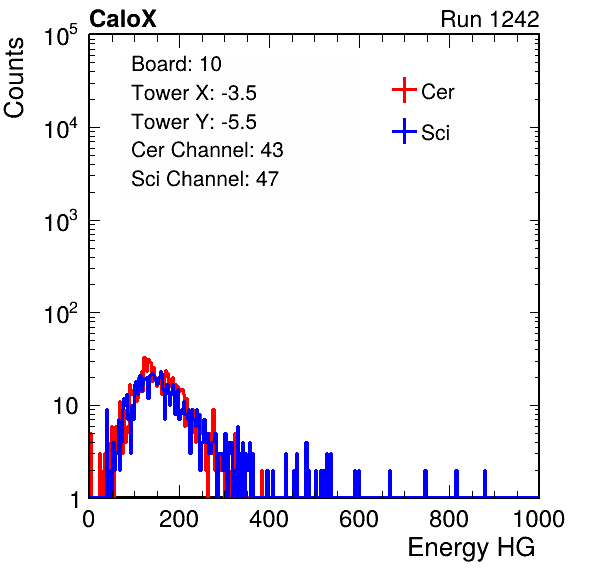 CaloX Run 1242
Counts
Board: 10
Tower X: -3.5
Tower Y: -5.5
Cer Channel: 43
Sci Channel: 47
Cer
Sci
10^5
10^4
10^3
10^2
10
1
0 200 400 600 800 1000
Energy HG